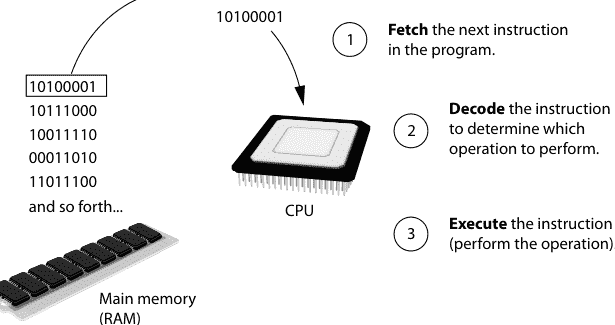 10100001
1
Fetch the next instruction
in the program.
10100001
10111000
10011110
00011010
11011100
and so forth...
CPU
2
Decode the instruction
to determine which
operation to perform.
3
Execute the instruction
(perform the operation)
Main memory
(RAM)